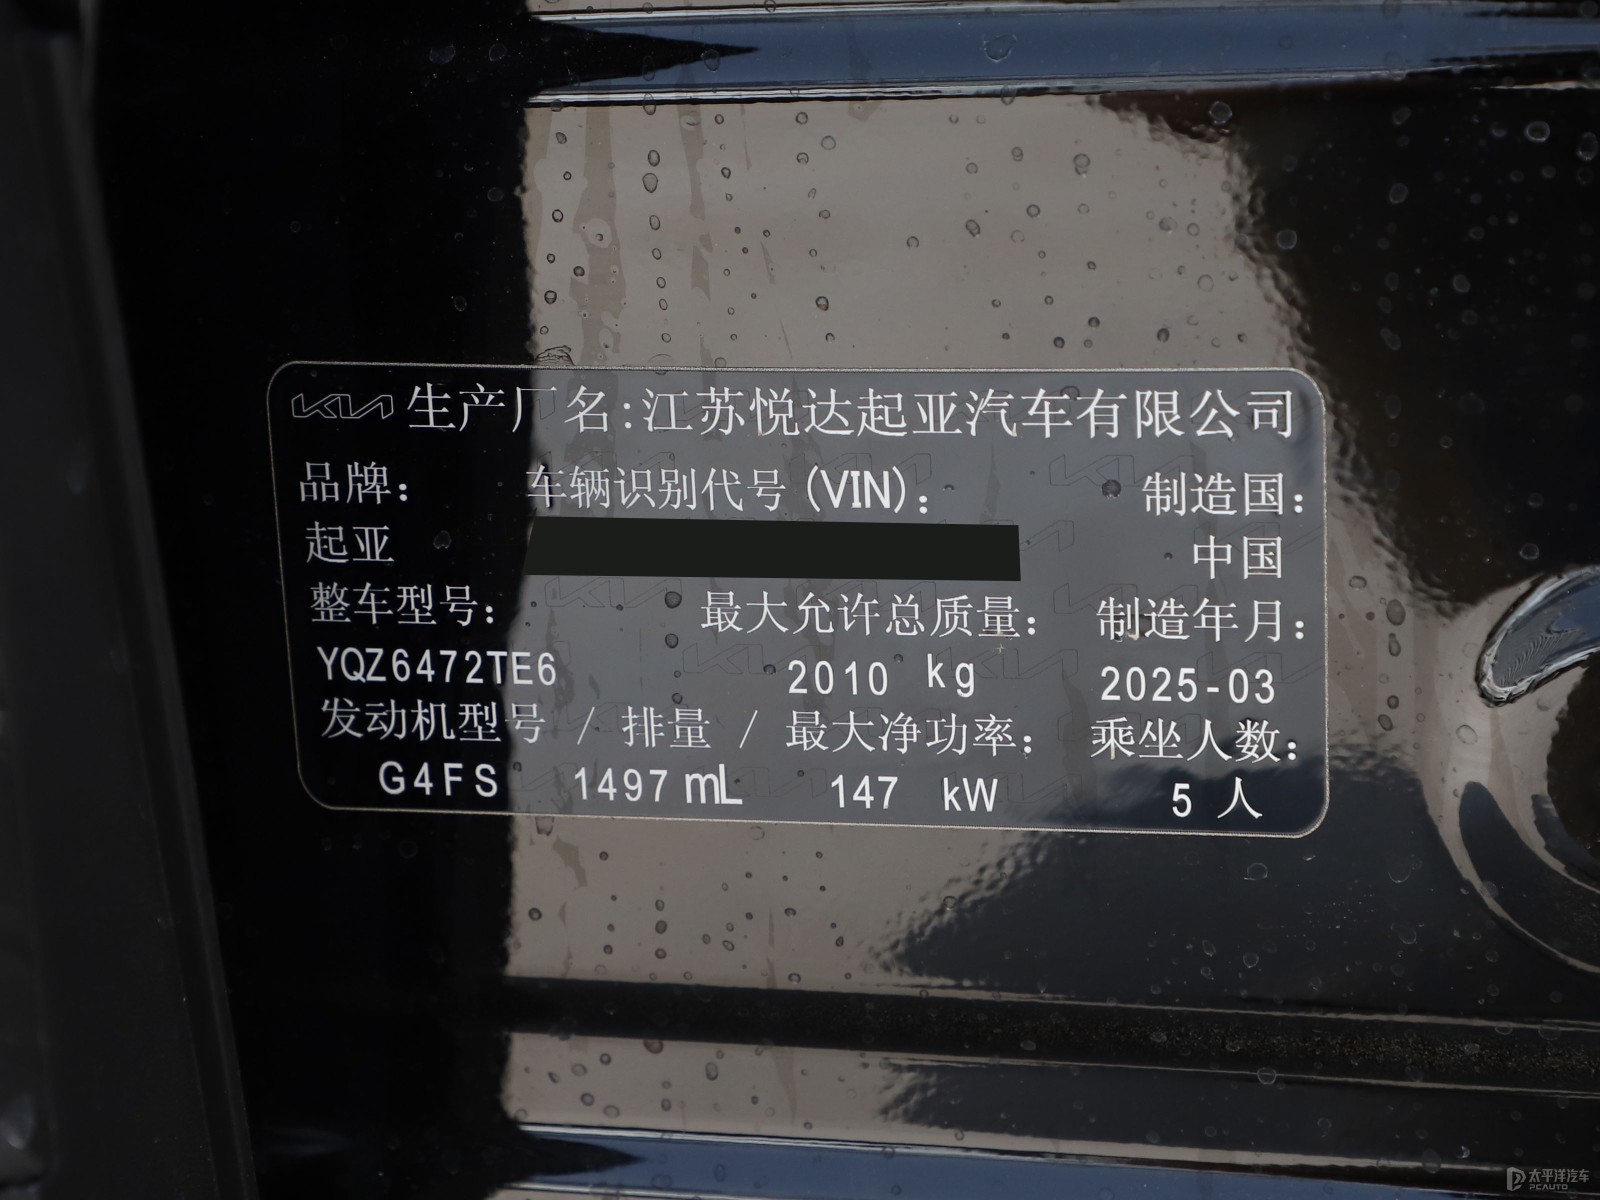 KIA 生产厂名:江苏悦达起亚汽车有限公司
品牌: 车辆识别代号(VIN): 制造国:
起亚 中国
整车型号: 最大允许总质量: 制造年月:
YQZ6472TE6 2010 kg 2025-03
发动机型号 / 排量 / 最大净功率: 乘坐人数:
G4FS 1497 mL 147 kW 5 人
太平洋汽车
PCAUTO